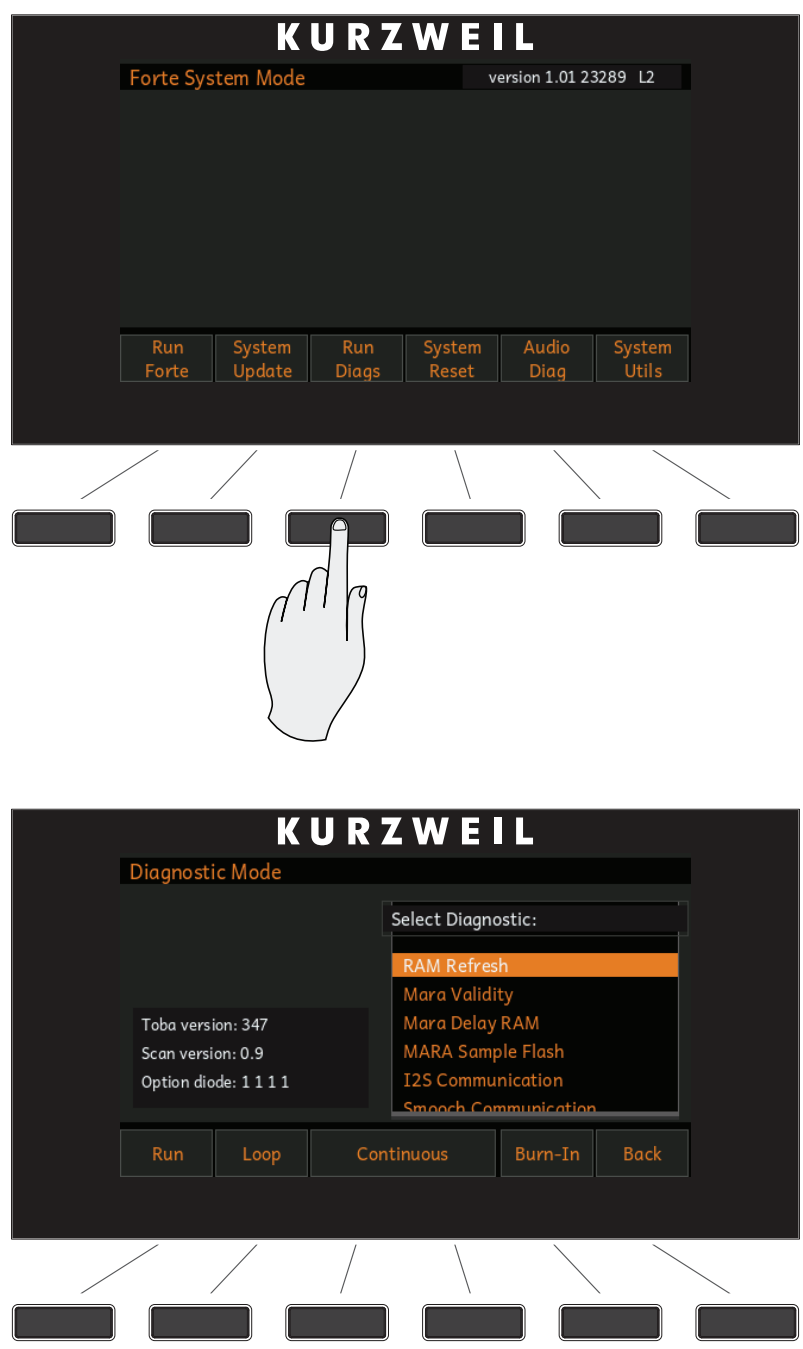 KURZWEIL
Forte System Mode
version 1.01 23289 L2
Run Forte
System Update
Run Diags
System Reset
Audio Diag
System Utils
KURZWEIL
Diagnostic Mode
Select Diagnostic:
RAM Refresh
Mara Validity
Mara Delay RAM
MARA Sample Flash
I2S Communication
Smooch Communication
Toba version: 347
Scan version: 0.9
Option diode: 1 1 1 1
Run
Loop
Continuous
Burn-In
Back